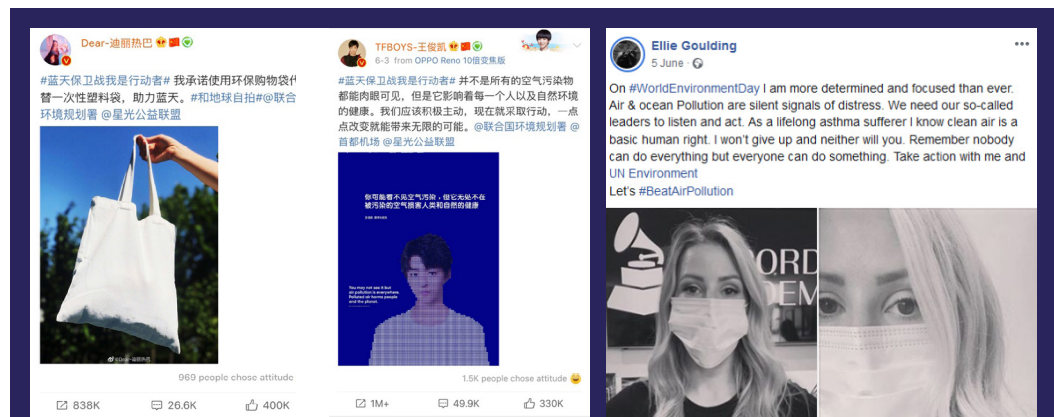 Dear-迪丽热巴
#蓝天保卫战我是行动者# 我承诺使用环保购物袋代
替一次性塑料袋，助力蓝天。#和地球自拍#@联合
环境规划署 @星光公益联盟
@Dear-迪丽热巴
969 people chose attitude
838K
26.6K
400K
TFBOYS-王俊凯
6-3 from OPPO Reno 10倍变焦版
#蓝天保卫战我是行动者# 并不是所有的空气污染物
都能肉眼可见，但是它影响着每一个人以及自然环境
的健康。我们应该积极主动，现在就采取行动，一点
点改变就能带来无限的可能。@联合国环境规划署 @
首都机场 @星光公益联盟
你可能看不见空气污染，但它无处不在
被污染的空气损害人类和自然的健康
You may not see it but
air pollution is everywhere.
Polluted air harms people
and the planet.
1.5K people chose attitude
1M+
49.9K
330K
Ellie Goulding
5 June
On #WorldEnvironmentDay I am more determined and focused than ever.
Air & ocean Pollution are silent signals of distress. We need our so-called
leaders to listen and act. As a lifelong asthma sufferer I know clean air is a
basic human right. I won't give up and neither will you. Remember nobody
can do everything but everyone can do something. Take action with me and
UN Environment
Let's #BeatAirPollution
ORD
EM